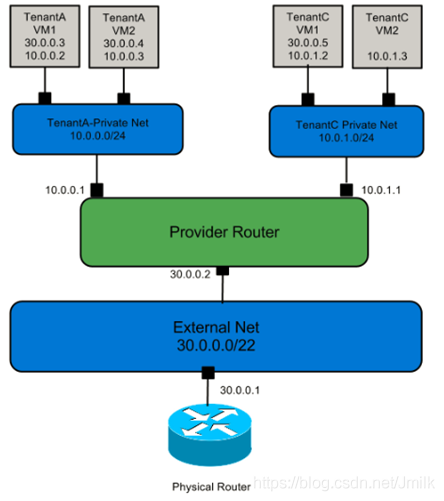 TenantA
VM1
30.0.0.3
10.0.0.2
TenantA
VM2
30.0.0.4
10.0.0.3
TenantC
VM1
30.0.0.5
10.0.1.2
TenantC
VM2
10.0.1.3
TenantA-Private Net
10.0.0.0/24
TenantC Private Net
10.0.1.0/24
10.0.0.1
10.0.1.1
Provider Router
30.0.0.2
External Net
30.0.0.0/22
30.0.0.1
Physical Router
https://blog.csdn.net/Jmilk